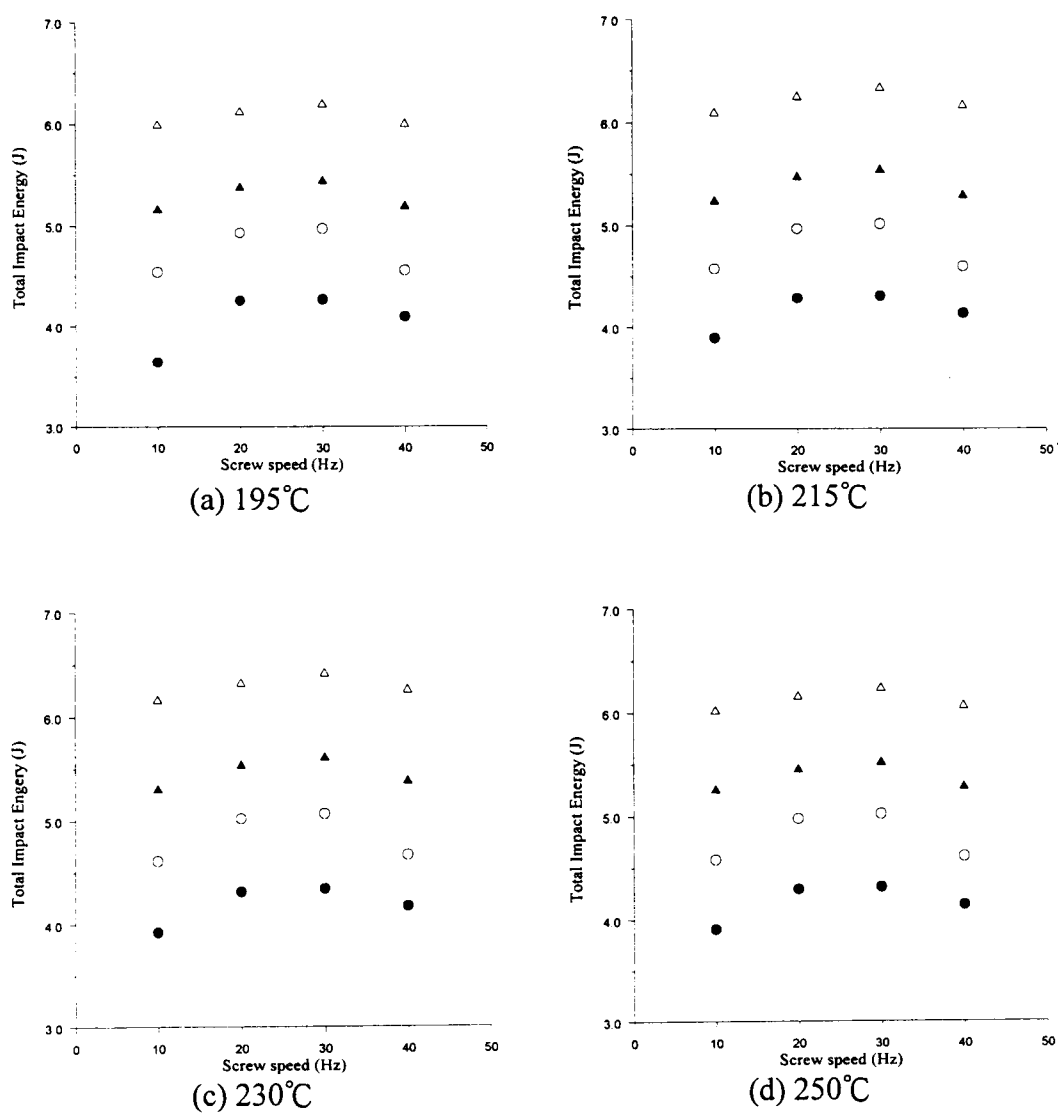 7.0
6.0
5.0
4.0
3.0
Total Impact Energy (J)
0 10 20 30 40 50
Screw speed (Hz)
(a) 195℃
7.0
6.0
5.0
4.0
3.0
Total Impact Energy (J)
0 10 20 30 40 50
Screw speed (Hz)
(b) 215℃
7.0
6.0
5.0
4.0
3.0
Total Impact Engery (J)
0 10 20 30 40 50
Screw speed (Hz)
(c) 230℃
7.0
6.0
5.0
4.0
3.0
Total Impact Energy (J)
0 10 20 30 40 50
Screw speed (Hz)
(d) 250℃